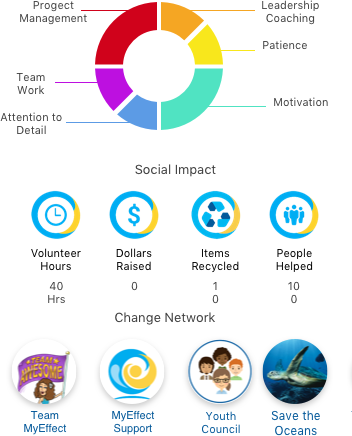 Progect
Management
Leadership
Coaching
Patience
Team
Work
Motivation
Attention to
Detail
Social Impact
Volunteer
Hours
Dollars
Raised
Items
Recycled
People
Helped
40
Hrs
0
1
0
10
0
Change Network
TEAM
AWESOME
Team
MyEffect
MyEffect
Support
Youth
Council
Save the
Oceans